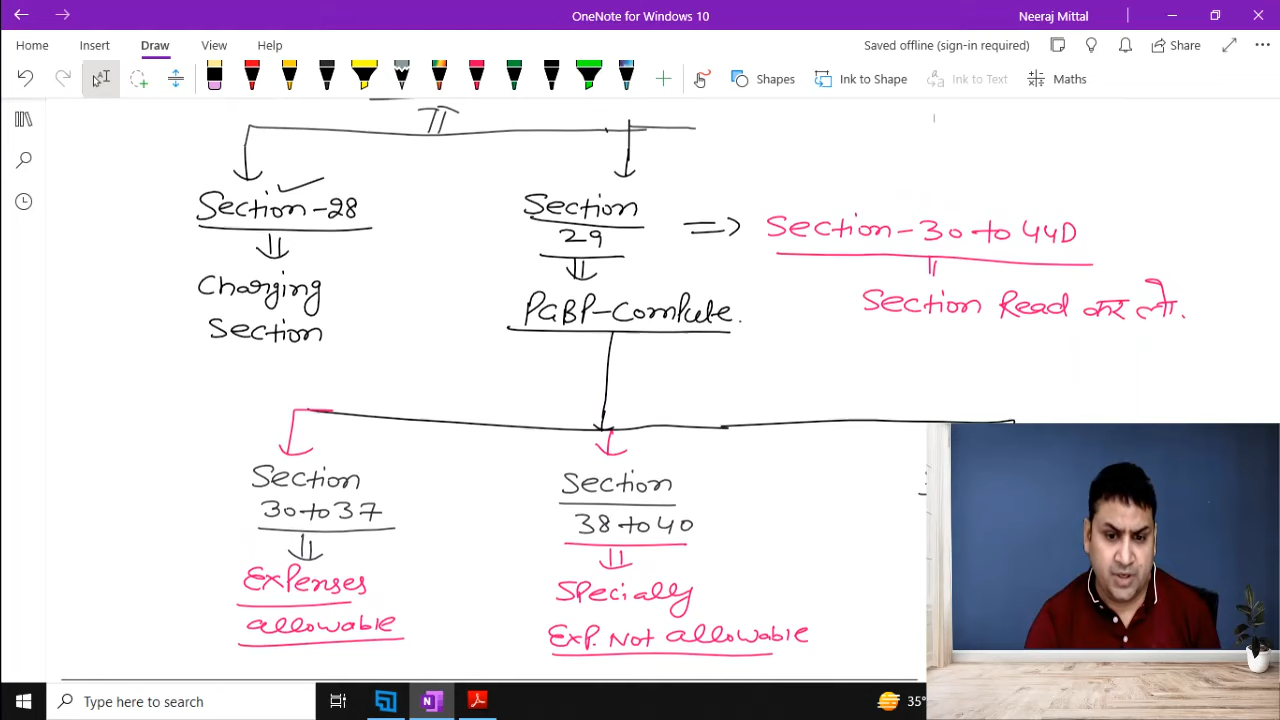 OneNote for Windows 10
Neeraj Mittal
Home Insert Draw View Help
Saved offline (sign-in required)
Share
Shapes
Ink to Shape
Ink to Text
Maths
Section-28
Charging
Section
Section
29
PGBP-Complete.
=> Section-30 to 44D
Section Read कर लो.
Section
30 to 37
Expenses
allowable
Section
38 to 40
Specially
Exp. Not allowable
Type here to search
35°